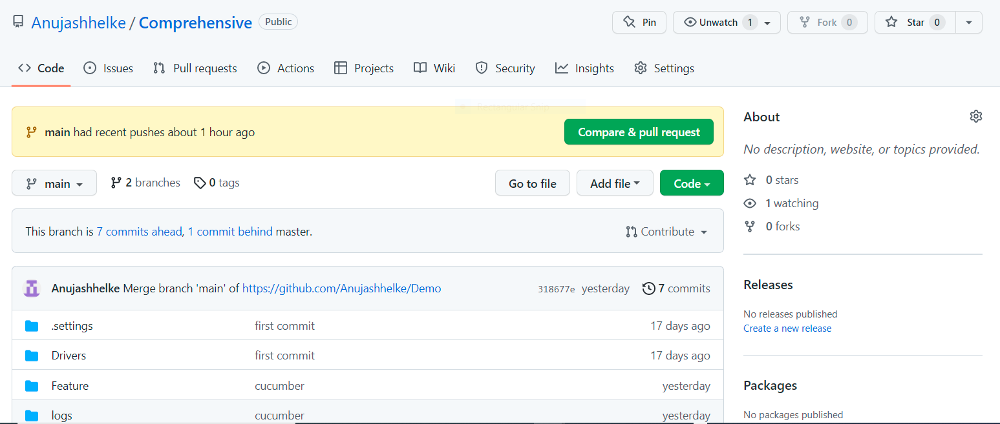 Anujashhelke / Comprehensive Public Pin Unwatch 1 Fork 0 Star 0
Code Issues Pull requests Actions Projects Wiki Security Insights Settings
Rectangular Snip
main had recent pushes about 1 hour ago Compare & pull request
main 2 branches 0 tags Go to file Add file Code
This branch is 7 commits ahead, 1 commit behind master. Contribute
Anujashhelke Merge branch 'main' of https://github.com/Anujashhelke/Demo 318677e yesterday 7 commits
.settings first commit 17 days ago
Drivers first commit 17 days ago
Feature cucumber yesterday
logs cucumber yesterday
About
No description, website, or topics provided.
0 stars
1 watching
0 forks
Releases
No releases published
Create a new release
Packages
No packages published